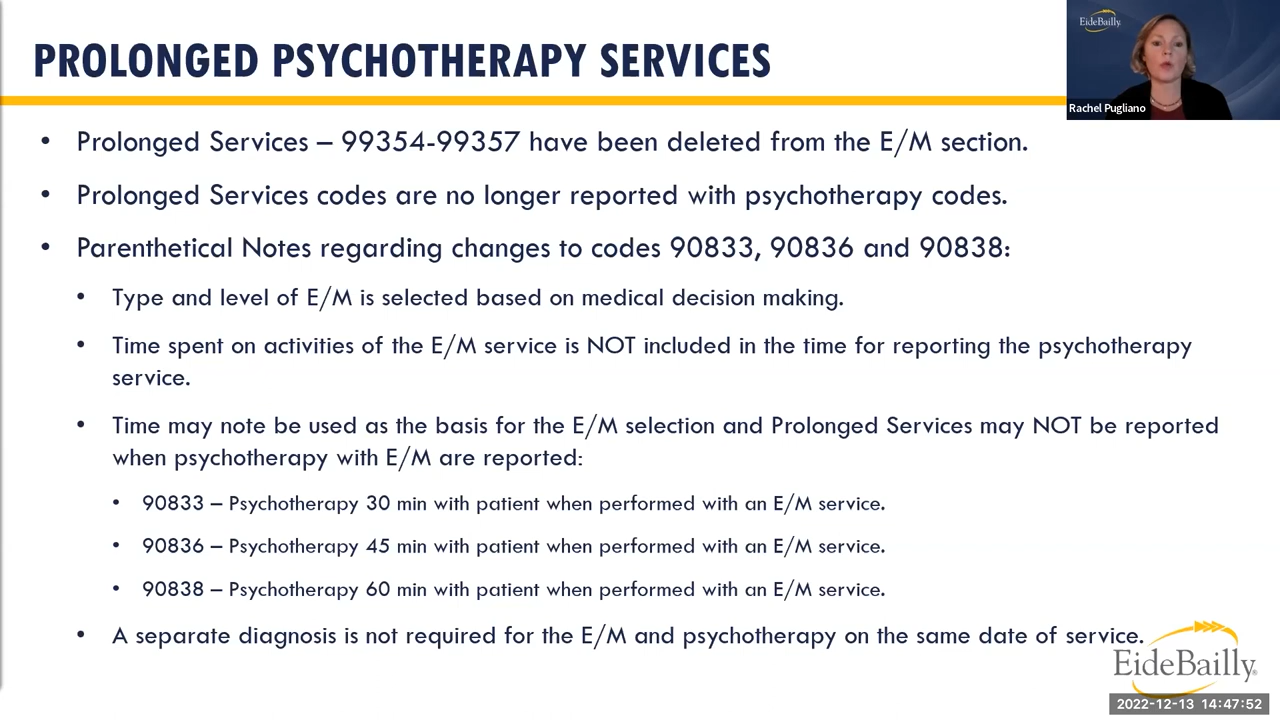 PROLONGED PSYCHOTHERAPY SERVICES
EideBailly.
Rachel Pugliano
• Prolonged Services – 99354-99357 have been deleted from the E/M section.
• Prolonged Services codes are no longer reported with psychotherapy codes.
• Parenthetical Notes regarding changes to codes 90833, 90836 and 90838:
• Type and level of E/M is selected based on medical decision making.
• Time spent on activities of the E/M service is NOT included in the time for reporting the psychotherapy
service.
• Time may note be used as the basis for the E/M selection and Prolonged Services may NOT be reported
when psychotherapy with E/M are reported:
• 90833 – Psychotherapy 30 min with patient when performed with an E/M service.
• 90836 – Psychotherapy 45 min with patient when performed with an E/M service.
• 90838 – Psychotherapy 60 min with patient when performed with an E/M service.
• A separate diagnosis is not required for the E/M and psychotherapy on the same date of service.
EideBailly®
2022-12-13 14:47:52